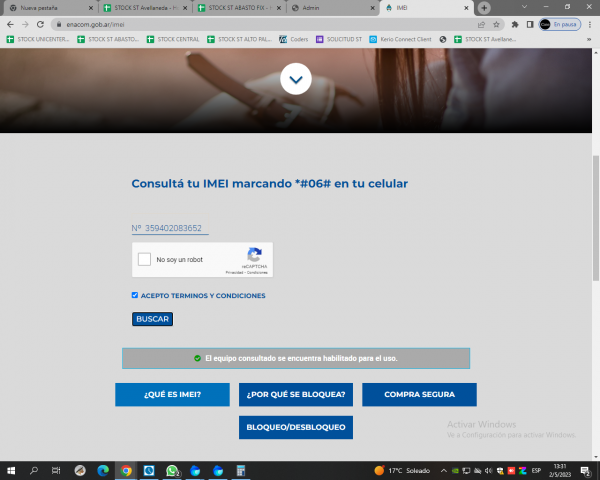 Nueva pestaña
STOCK ST Avellaneda - H
STOCK ST ABASTO FIX -
Admin
IMEI
enacom.gob.ar/imei
En pausa
STOCK UNICENTER...
STOCK ST ABASTO...
STOCK CENTRAL
STOCK ST ALTO PAL...
Coders
SOLICITUD ST
Kerio Connect Client
STOCK ST Avellane...
Consultá tu IMEI marcando *#06# en tu celular
Nº 359402083652
No soy un robot
reCAPTCHA
Privacidad - Condiciones
ACEPTO TERMINOS Y CONDICIONES
BUSCAR
El equipo consultado se encuentra habilitado para el uso.
¿QUÉ ES IMEI?
¿POR QUÉ SE BLOQUEA?
COMPRA SEGURA
BLOQUEO/DESBLOQUEO
Activar Windows
Ve a Configuración para activar Windows.
17°C Soleado
ESP
13:31
2/5/2023